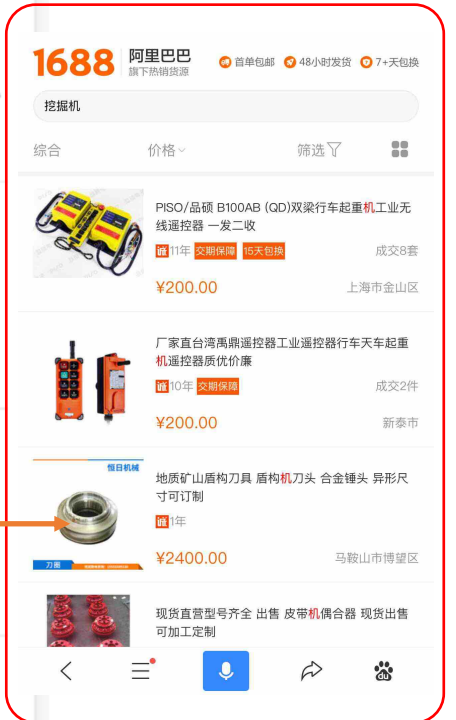 1688 阿里巴巴
旗下热销货源
首单包邮 48小时发货 7+天包换
挖掘机
综合 价格 筛选
PISO/品硕 B100AB (QD)双梁行车起重机工业无
线遥控器 一发二收
诚11年 交期保障 15天包换 成交8套
¥200.00 上海市金山区
厂家直台湾禹鼎遥控器工业遥控器行车天车起重
机遥控器质优价廉
诚10年 交期保障 成交2件
¥200.00 新泰市
恒日机械
地质矿山盾构刀具 盾构机刀头 合金锤头 异形尺
寸可订制
诚1年
刀圈
¥2400.00 马鞍山市博望区
现货直营型号齐全 出售 皮带机偶合器 现货出售
可加工定制
du